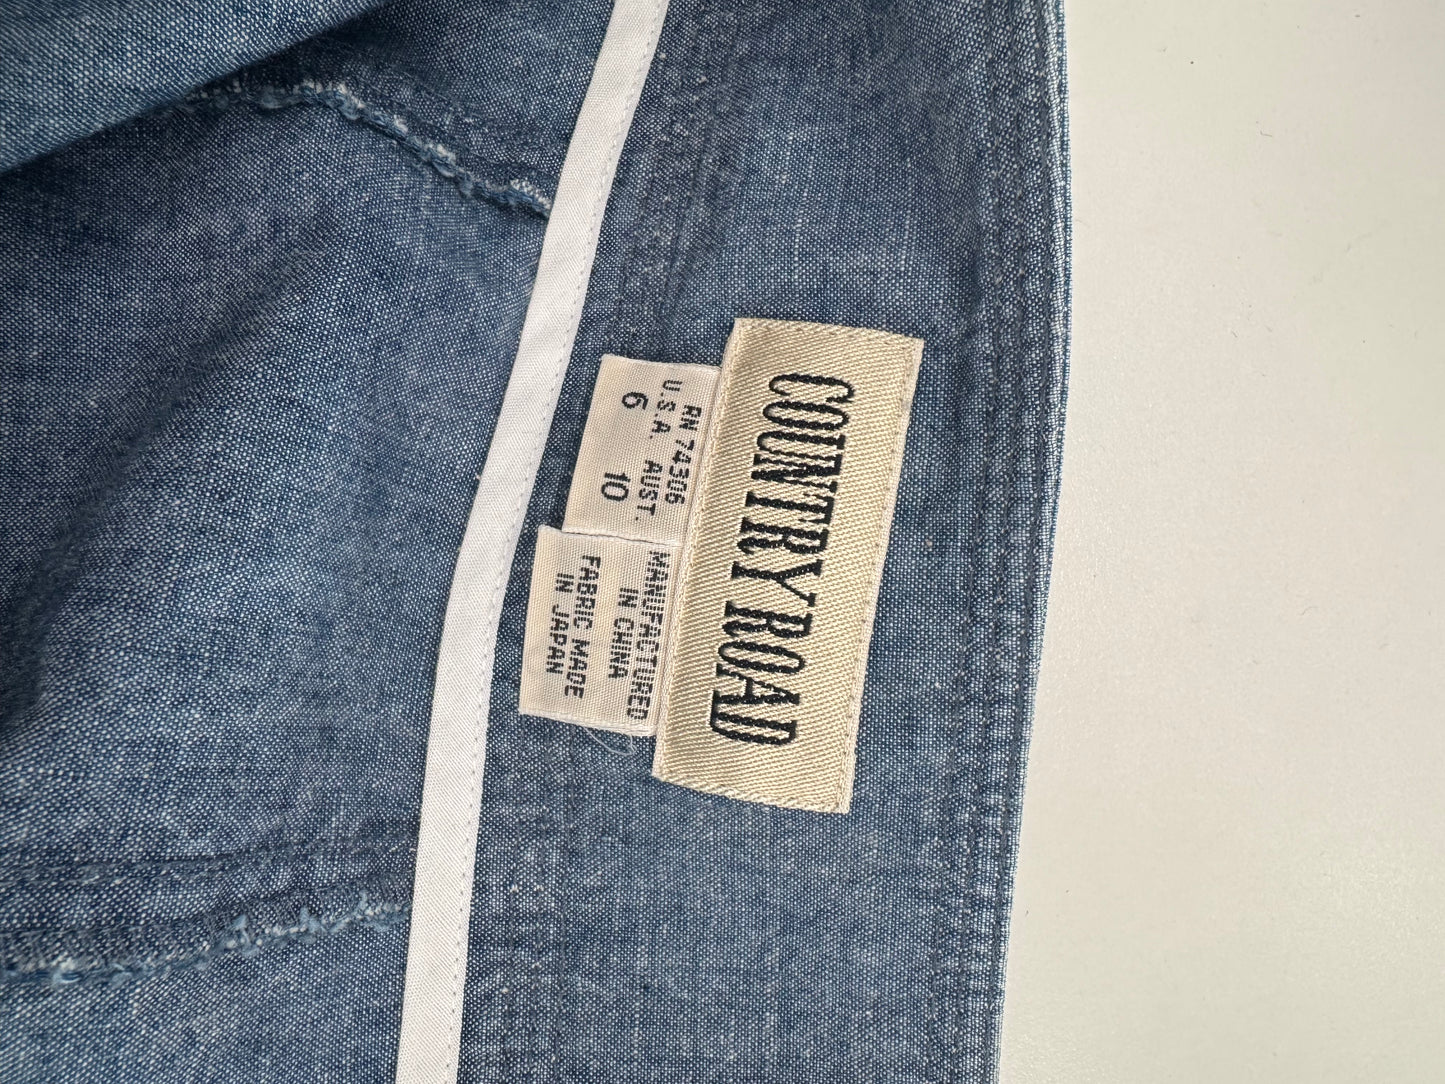 COUNTRY ROAD
RN 74306
U.S.A. AUST.
6 10
MANUFACTURED
IN CHINA
FABRIC MADE
IN JAPAN